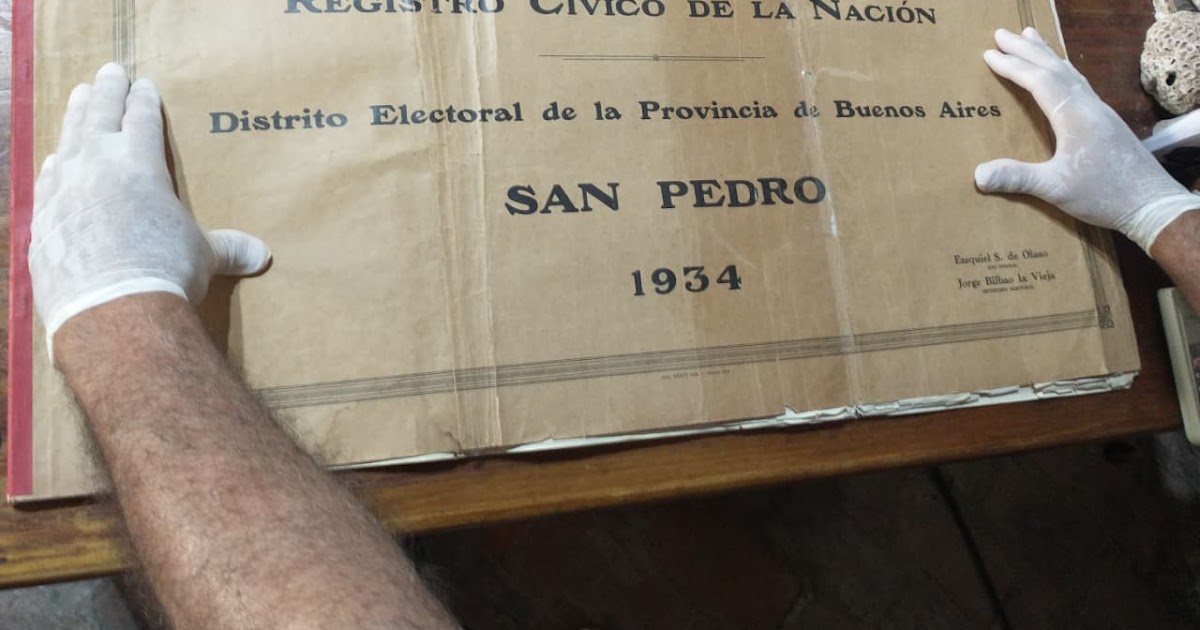 REGISTRO CÍVICO DE LA NACIÓN
Distrito Electoral de la Provincia de Buenos Aires
SAN PEDRO
1934
Ezequiel S. de Olaso
Jorge Bilbao la Vieja